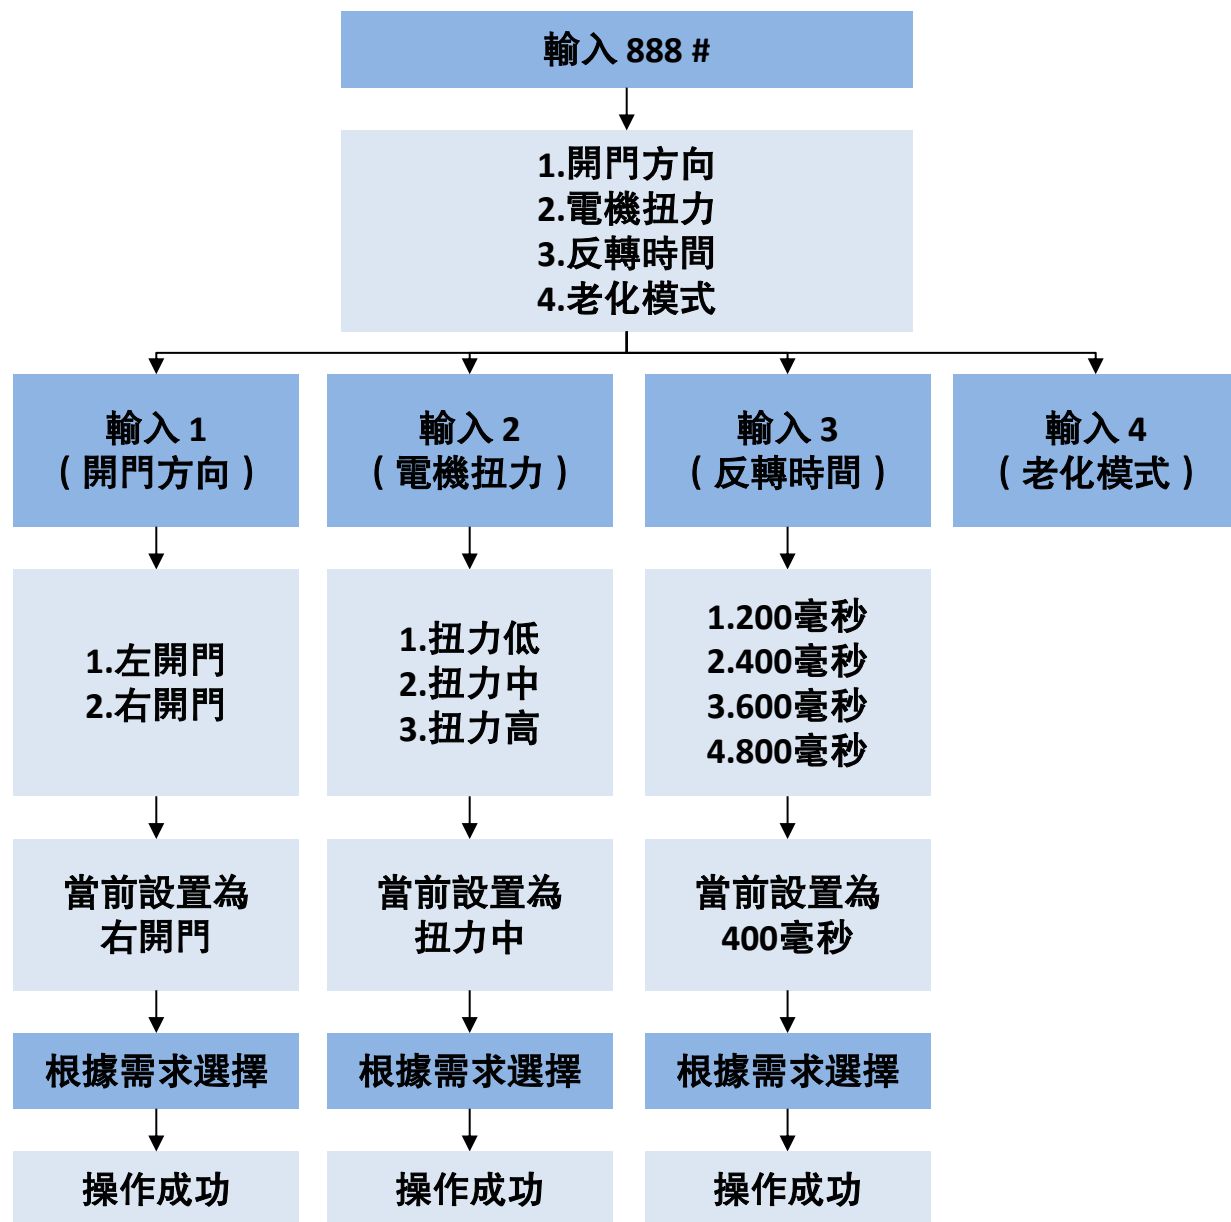 輸入 888 #
1.開門方向
2.電機扭力
3.反轉時間
4.老化模式
輸入 1
（開門方向）
輸入 2
（電機扭力）
輸入 3
（反轉時間）
輸入 4
（老化模式）
1.左開門
2.右開門
1.扭力低
2.扭力中
3.扭力高
1.200毫秒
2.400毫秒
3.600毫秒
4.800毫秒
當前設置為
右開門
當前設置為
扭力中
當前設置為
400毫秒
根據需求選擇
根據需求選擇
根據需求選擇
操作成功
操作成功
操作成功